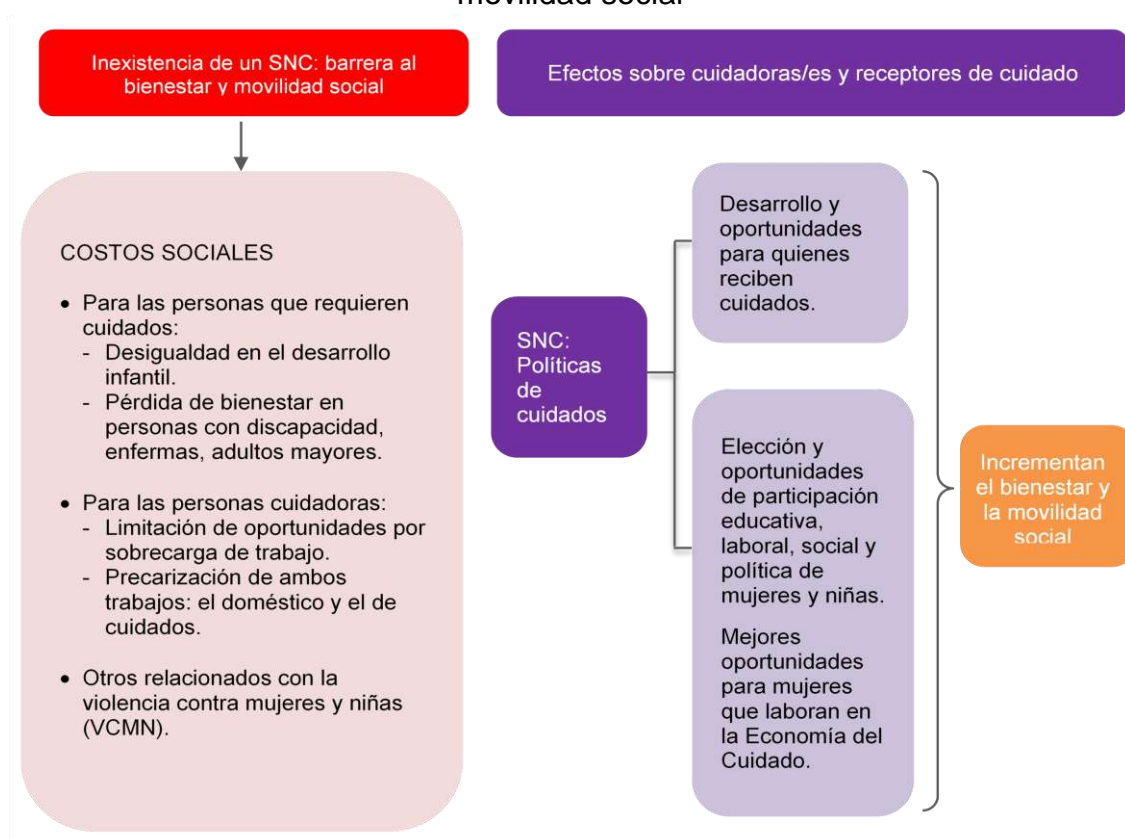 movilidad social
Inexistencia de un SNC: barrera al
bienestar y movilidad social
Efectos sobre cuidadoras/es y receptores de cuidado
COSTOS SOCIALES
• Para las personas que requieren
cuidados:
- Desigualdad en el desarrollo
infantil.
- Pérdida de bienestar en
personas con discapacidad,
enfermas, adultos mayores.
• Para las personas cuidadoras:
- Limitación de oportunidades por
sobrecarga de trabajo.
- Precarización de ambos
trabajos: el doméstico y el de
cuidados.
• Otros relacionados con la
violencia contra mujeres y niñas
(VCMN).
SNC:
Políticas
de
cuidados
Desarrollo y
oportunidades
para quienes
reciben
cuidados.
Elección y
oportunidades
de participación
educativa,
laboral, social y
política de
mujeres y niñas.
Mejores
oportunidades
para mujeres
que laboran en
la Economía del
Cuidado.
Incrementan
el bienestar y
la movilidad
social